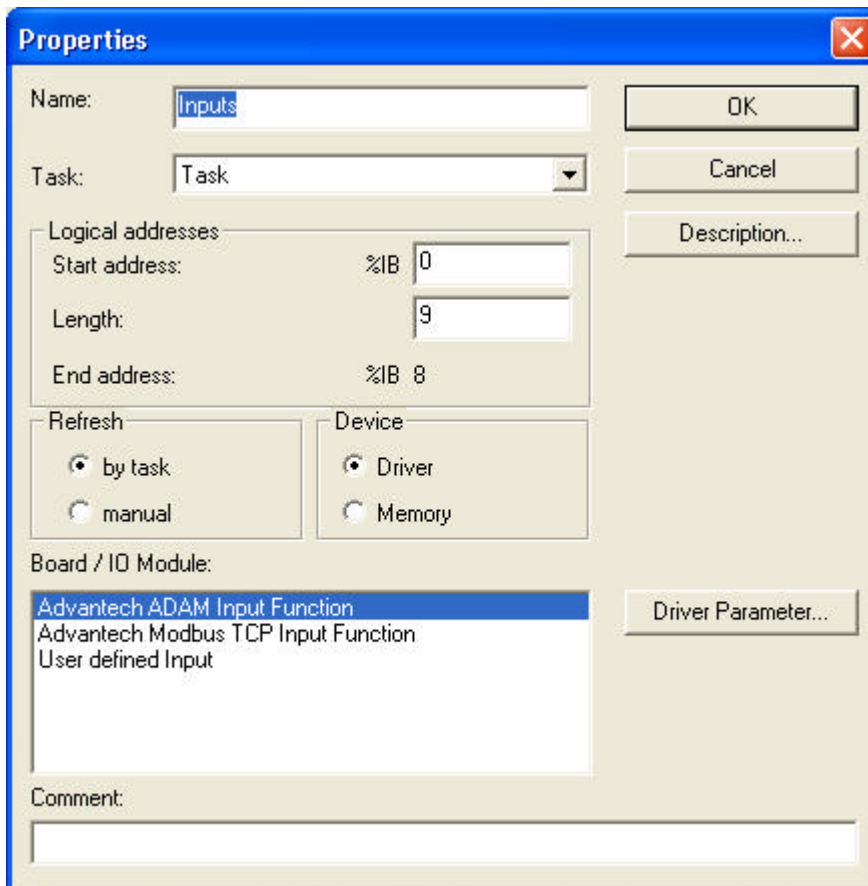 Properties
Name: Inputs
OK
Task: Task
Cancel
Description...
Logical addresses
Start address: %IB 0
Length: 9
End address: %IB 8
Refresh
by task
manual
Device
Driver
Memory
Board / IO Module:
Advantech ADAM Input Function
Advantech Modbus TCP Input Function
User defined Input
Driver Parameter...
Comment: